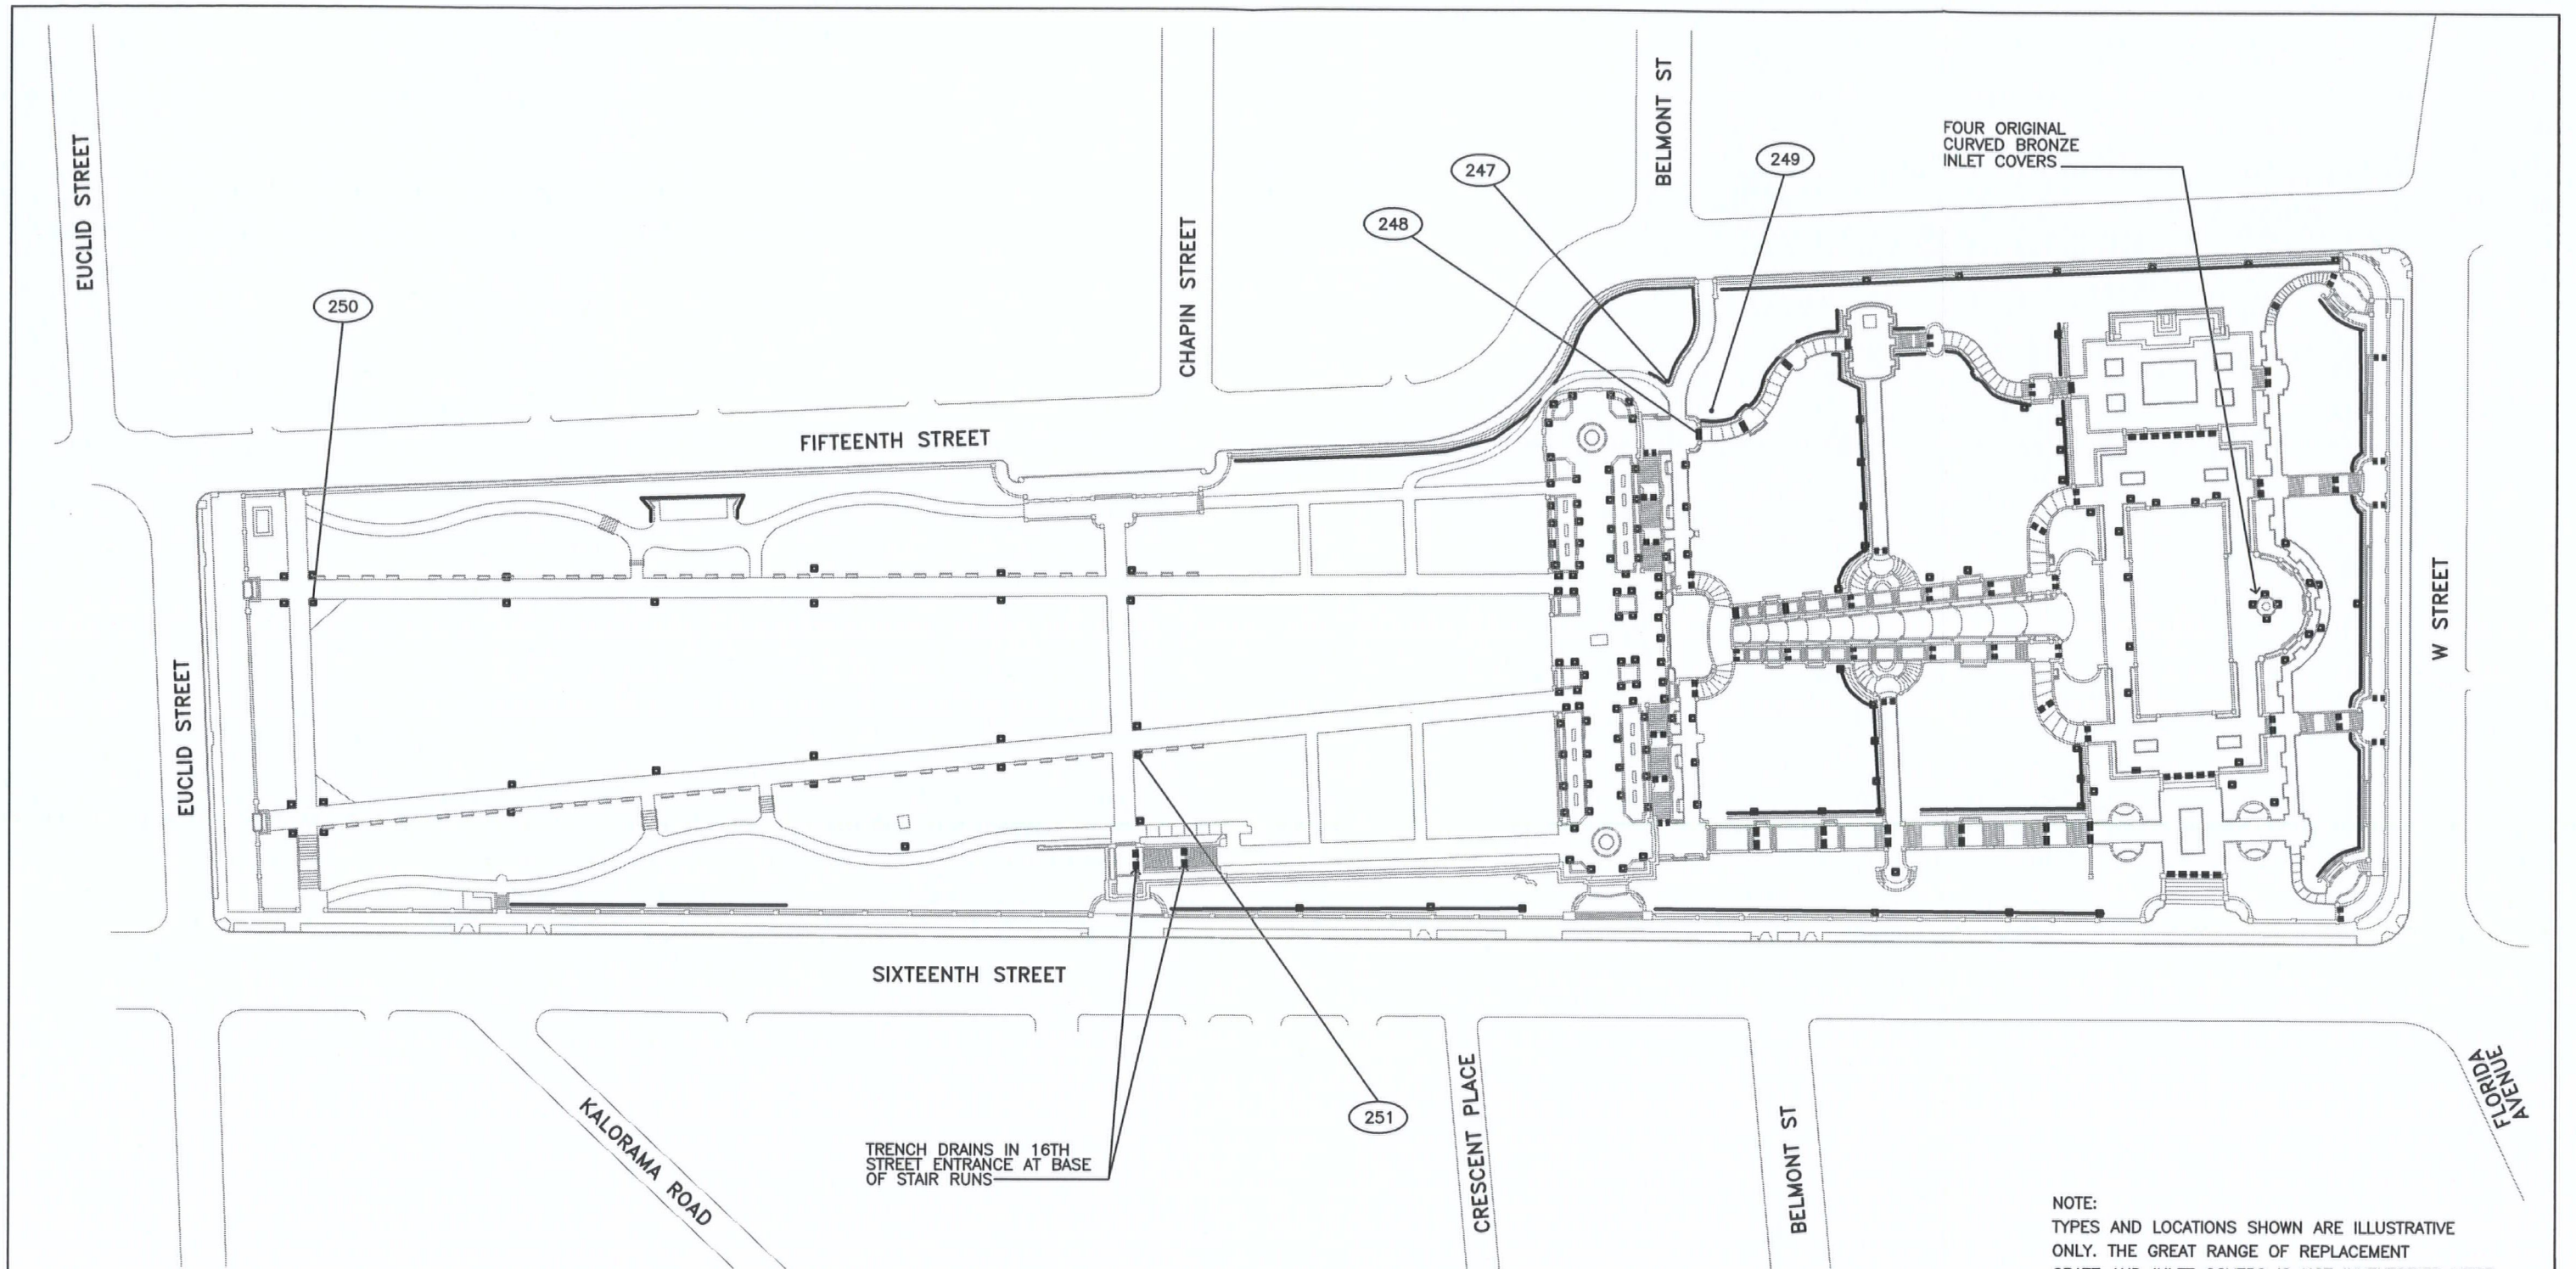 EUCLID STREET
CHAPIN STREET
BELMONT ST
FOUR ORIGINAL
CURVED BRONZE
INLET COVERS
247
249
248
250
FIFTEENTH STREET
EUCLID STREET
W STREET
SIXTEENTH STREET
KALORAMA ROAD
TRENCH DRAINS IN 16TH
STREET ENTRANCE AT BASE
OF STAIR RUNS
251
CRESCENT PLACE
BELMONT ST
FLORIDA
AVENUE
NOTE:
TYPES AND LOCATIONS SHOWN ARE ILLUSTRATIVE
ONLY. THE GREAT RANGE OF REPLACEMENT